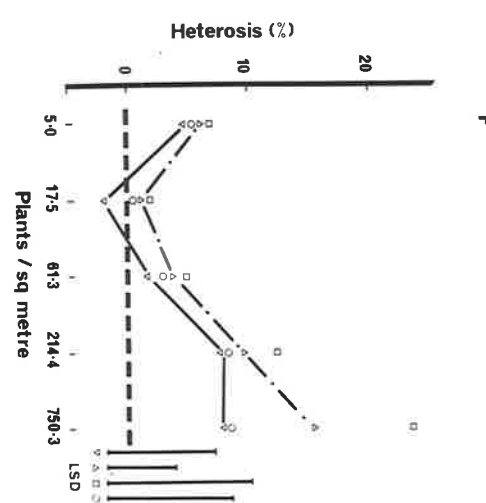 Heterosis (%)
0
10
20
5·0
17·5
61·3
214·4
750·3
Plants / sq metre
LSD